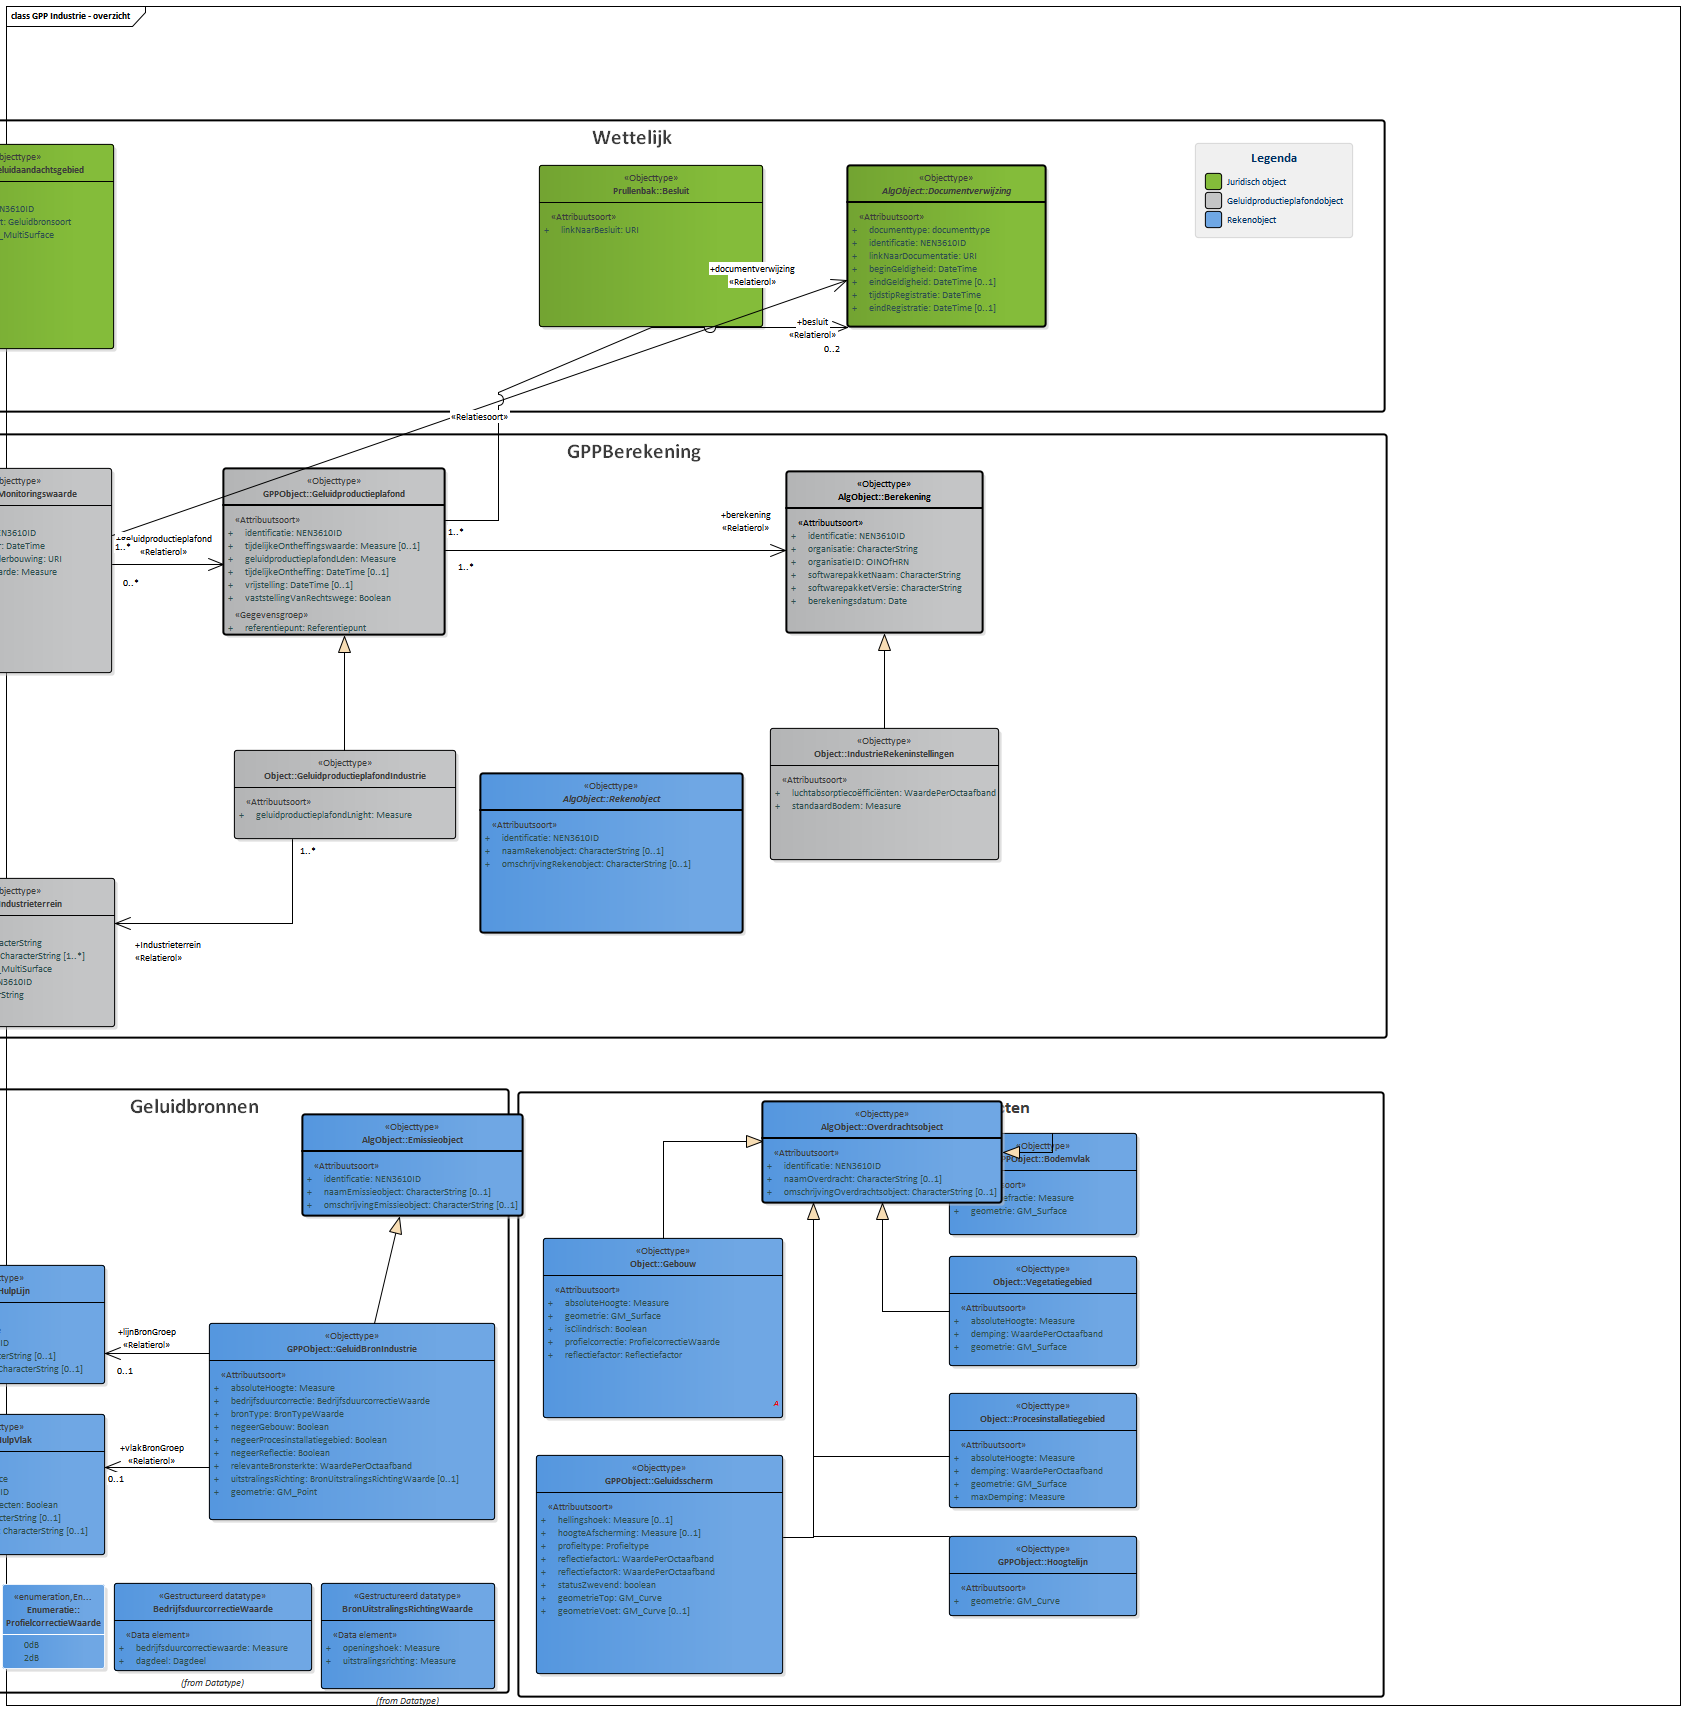 class GPP Industrie - overzicht
Wettelijk
Legenda
Juridisch object
Geluidproductieplafondobject
Rekenobject
«Objecttype»
Prullenbak::Besluit
«Attribuutsoort»
+ linkNaarBesluit: URI
«Objecttype»
AlgObject::Documentverwijzing
«Attribuutsoort»
+ documenttype: documenttype
+ identificatie: NEN3610ID
+ linkNaarDocumentatie: URI
+ beginGeldigheid: DateTime
+ eindGeldigheid: DateTime [0..1]
+ tijdstipRegistratie: DateTime
+ eindRegistratie: DateTime [0..1]
+documentverwijzing
«Relatierol»
+besluit
«Relatierol»
0..2
bjecttype»
eluidaandachtsgebied
N3610ID
t: Geluidbronsoort
_MultiSurface
«Relatiesoort»
GPPBerekening
bjecttype»
Monitoringswaarde
EN3610ID
r: DateTime
derbouwing: URI
arde: Measure
geluidproductieplafond
1..*
«Relatierol»
0..*
«Objecttype»
GPPObject::Geluidproductieplafond
«Attribuutsoort»
+ identificatie: NEN3610ID
+ tijdelijkeOntheffingswaarde: Measure [0..1]
+ geluidproductieplafondLden: Measure
+ tijdelijkeOntheffing: DateTime [0..1]
+ vrijstelling: DateTime [0..1]
+ vaststellingVanRechtswege: Boolean
«Gegevensgroep»
+ referentiepunt: Referentiepunt
1..*
1..*
+berekening
«Relatierol»
«Objecttype»
AlgObject::Berekening
«Attribuutsoort»
+ identificatie: NEN3610ID
+ organisatie: CharacterString
+ organisatieID: OINOfHRN
+ softwarepakketNaam: CharacterString
+ softwarepakketVersie: CharacterString
+ berekeningsdatum: Date
«Objecttype»
Object::GeluidproductieplafondIndustrie
«Attribuutsoort»
+ geluidproductieplafondLnight: Measure
1..*
«Objecttype»
AlgObject::Rekenobject
«Attribuutsoort»
+ identificatie: NEN3610ID
+ naamRekenobject: CharacterString [0..1]
+ omschrijvingRekenobject: CharacterString [0..1]
«Objecttype»
Object::IndustrieRekeninstellingen
«Attribuutsoort»
+ luchtabsorptiecoëfficiënten: WaardePerOctaafband
+ standaardBodem: Measure
bjecttype»
Industrieterrein
acterString
CharacterString [1..*]
_MultiSurface
N3610ID
rString
+Industrieterrein
«Relatierol»
Geluidbronnen
«Objecttype»
AlgObject::Emissieobject
«Attribuutsoort»
+ identificatie: NEN3610ID
+ naamEmissieobject: CharacterString [0..1]
+ omschrijvingEmissieobject: CharacterString [0..1]
ttype»
HulpLijn
ID
terString [0..1]
CharacterString [0..1]
+lijnBronGroep
«Relatierol»
0..1
ttype»
HulpVlak
ce
ID
ecten: Boolean
cterString [0..1]
CharacterString [0..1]
+vlakBronGroep
«Relatierol»
0..1
«Objecttype»
GPPObject::GeluidBronIndustrie
«Attribuutsoort»
+ absoluteHoogte: Measure
+ bedrijfsduurcorrectie: BedrijfsduurcorrectieWaarde
+ bronType: BronTypeWaarde
+ negeerGebouw: Boolean
+ negeerProcesinstallatiegebied: Boolean
+ negeerReflectie: Boolean
+ relevanteBronsterkte: WaardePerOctaafband
+ uitstralingsRichting: BronUitstralingsRichtingWaarde [0..1]
+ geometrie: GM_Point
«enumeration,En...
Enumeratie::
ProfielcorrectieWaarde
0dB
2dB
«Gestructureerd datatype»
BedrijfsduurcorrectieWaarde
«Data element»
+ bedrijfsduurcorrectiewaarde: Measure
+ dagdeel: Dagdeel
(from Datatype)
«Gestructureerd datatype»
BronUitstralingsRichtingWaarde
«Data element»
+ openingshoek: Measure
+ uitstralingsrichting: Measure
(from Datatype)
cten
«Objecttype»
AlgObject::Overdrachtsobject
«Attribuutsoort»
+ identificatie: NEN3610ID
+ naamOverdracht: CharacterString [0..1]
+ omschrijvingOverdrachtsobject: CharacterString [0..1]
«Objecttype»
PObject::Bodemvlak
oort»
efractie: Measure
+ geometrie: GM_Surface
«Objecttype»
Object::Gebouw
«Attribuutsoort»
+ absoluteHoogte: Measure
+ geometrie: GM_Surface
+ isCilindrisch: Boolean
+ profielcorrectie: ProfielcorrectieWaarde
+ reflectiefactor: Reflectiefactor
A
«Objecttype»
Object::Vegetatiegebied
«Attribuutsoort»
+ absoluteHoogte: Measure
+ demping: WaardePerOctaafband
+ geometrie: GM_Surface
«Objecttype»
Object::Procesinstallatiegebied
«Attribuutsoort»
+ absoluteHoogte: Measure
+ demping: WaardePerOctaafband
+ geometrie: GM_Surface
+ maxDemping: Measure
«Objecttype»
GPPObject::Geluidsscherm
«Attribuutsoort»
+ hellingshoek: Measure [0..1]
+ hoogteAfscherming: Measure [0..1]
+ profieltype: Profieltype
+ reflectiefactorL: WaardePerOctaafband
+ reflectiefactorR: WaardePerOctaafband
+ statusZwevend: boolean
+ geometrieTop: GM_Curve
+ geometrieVoet: GM_Curve [0..1]
«Objecttype»
GPPObject::Hoogtelijn
«Attribuutsoort»
+ geometrie: GM_Curve